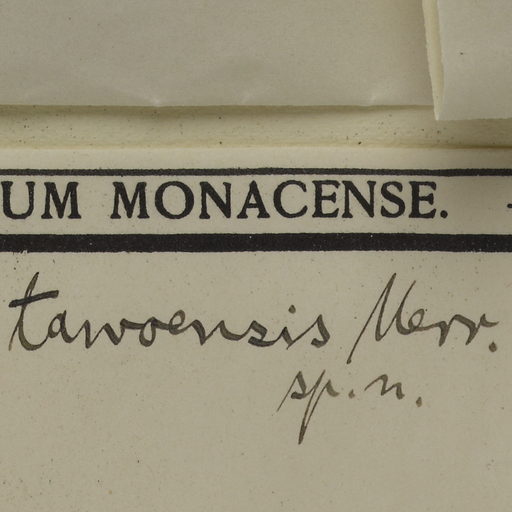 UM MONACENSE.
tawoensis Merr.
sp. n.